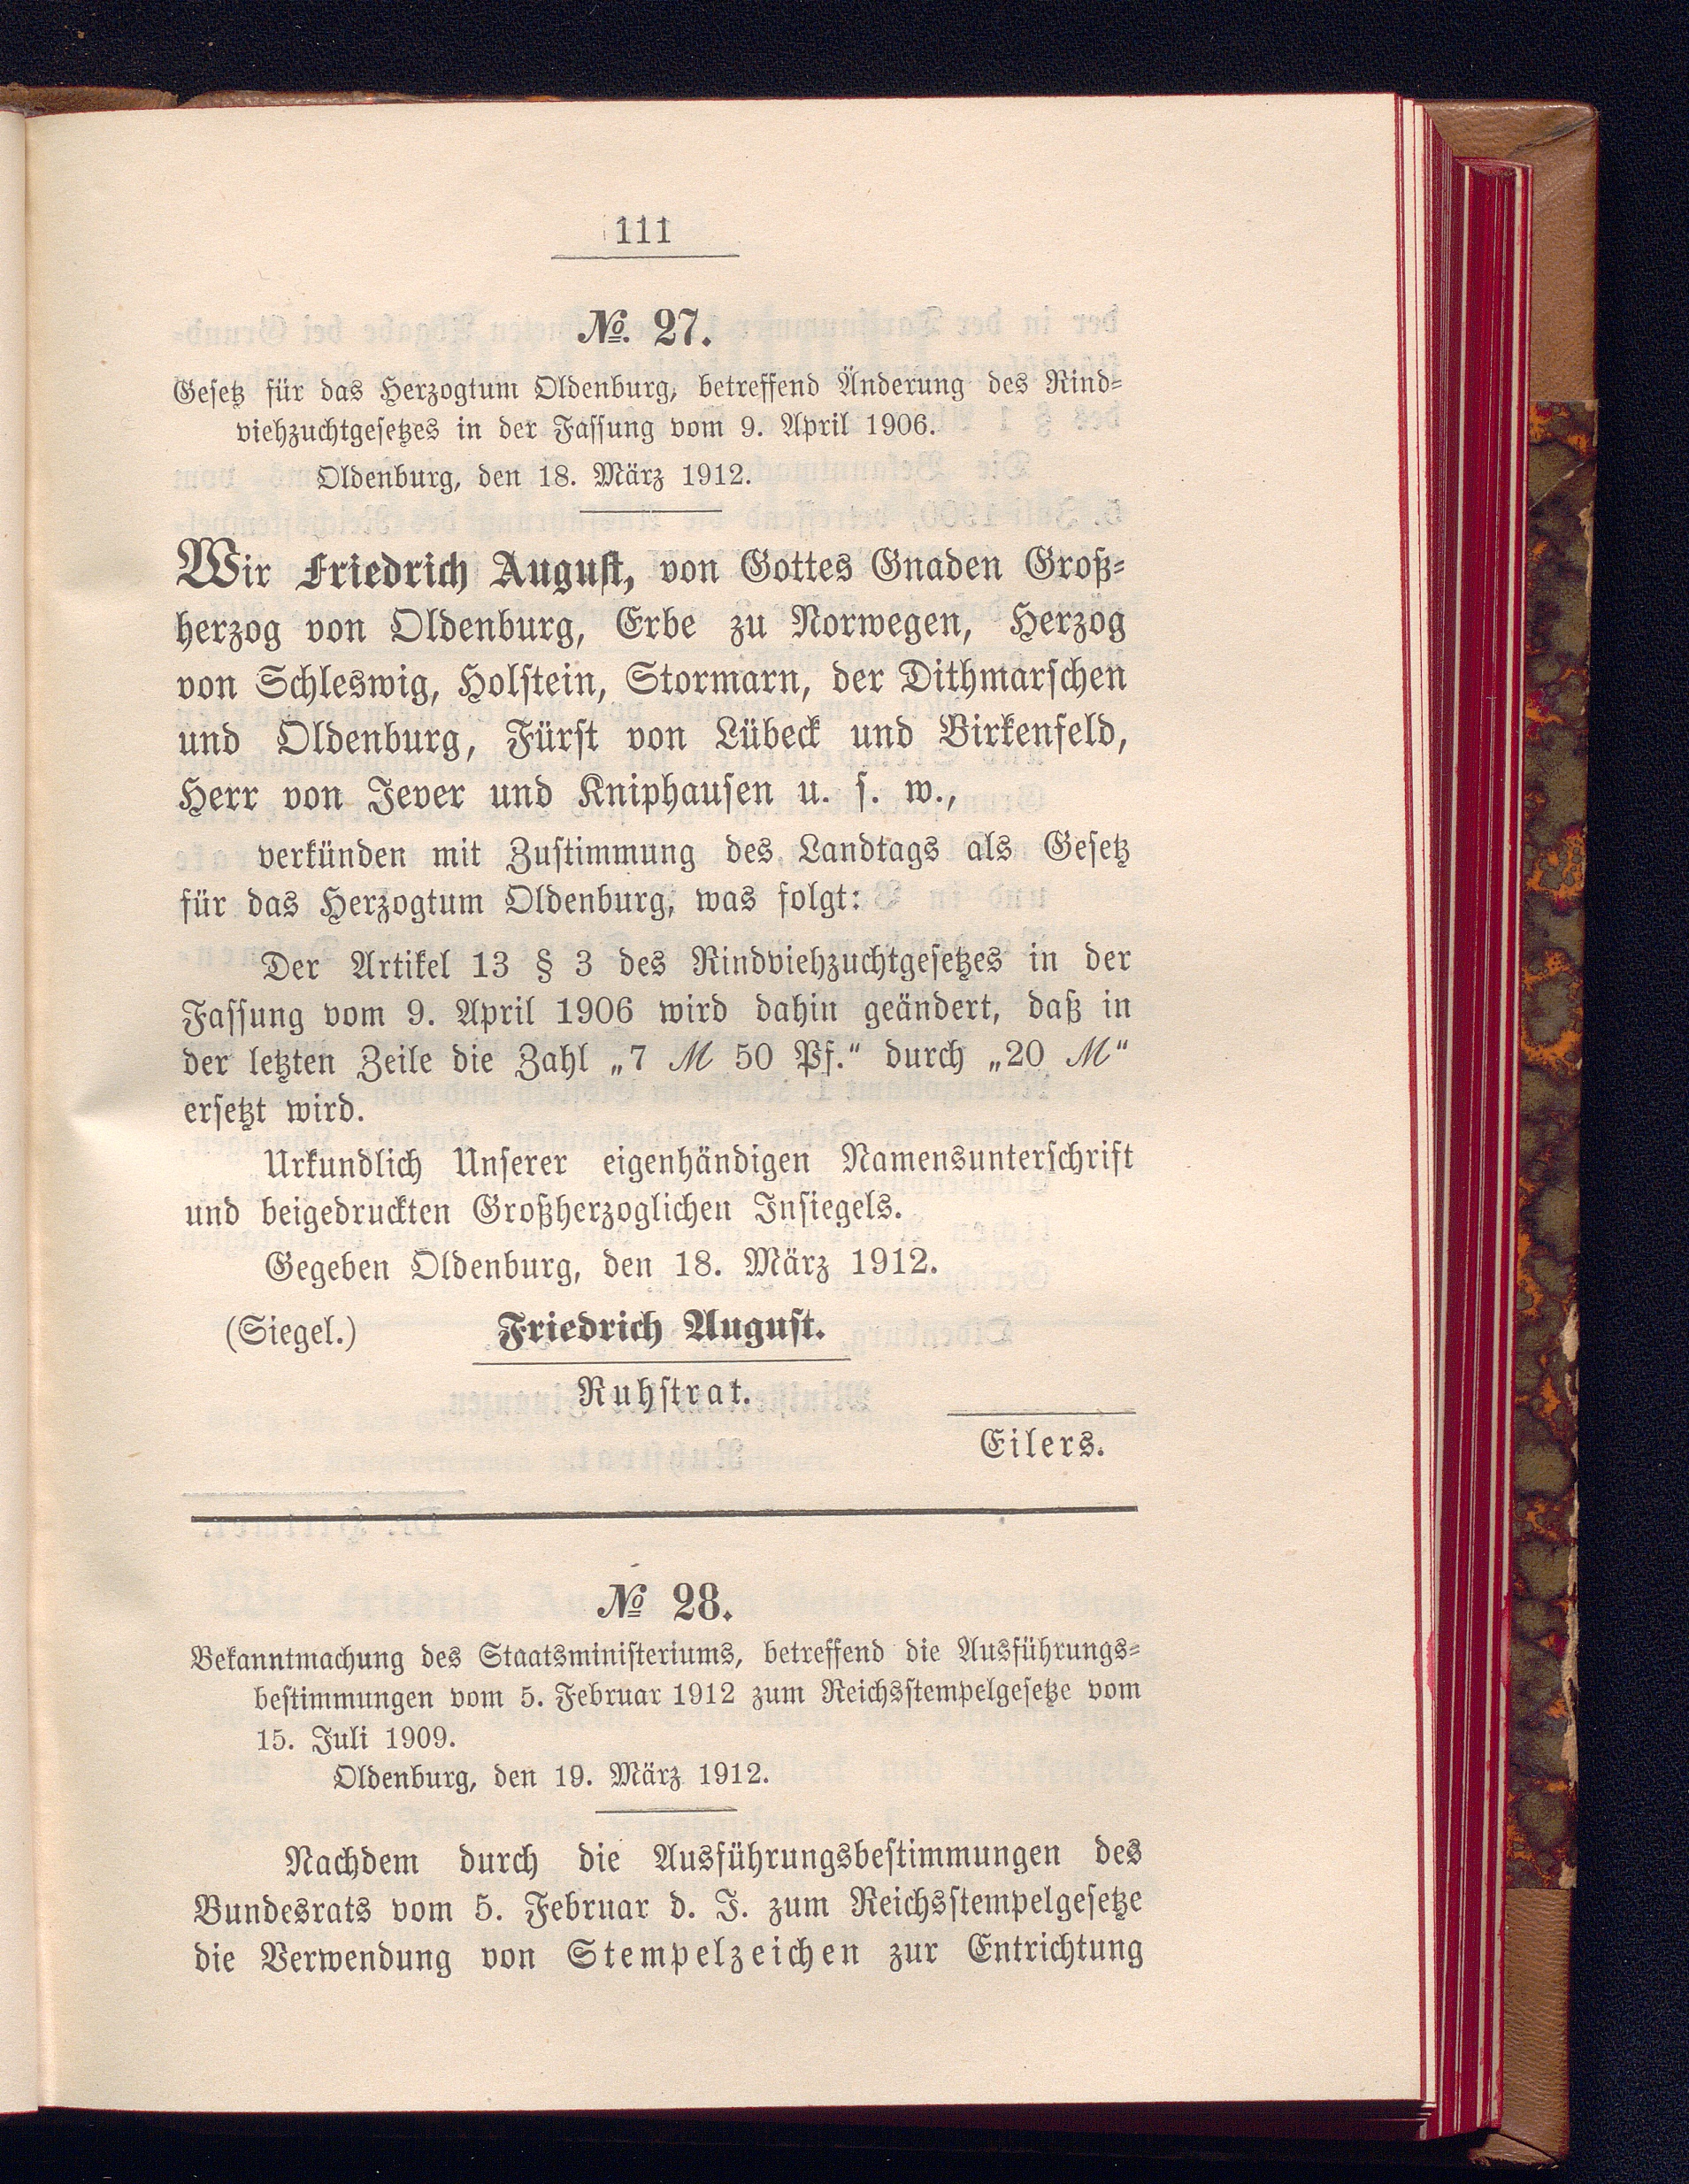 111
№. 27.
Gesetz für das Herzogtum Oldenburg, betreffend Änderung des Rind-
viehzuchtgesetzes in der Fassung vom 9. April 1906.
Oldenburg, den 18. März 1912.
Wir Friedrich August, von Gottes Gnaden Groß-
herzog von Oldenburg, Erbe zu Norwegen, Herzog
von Schleswig, Holstein, Stormarn, der Dithmarschen
und Oldenburg, Fürst von Lübeck und Birkenfeld,
Herr von Jever und Kniphausen u. s. w.,
verkünden mit Zustimmung des Landtags als Gesetz
für das Herzogtum Oldenburg, was folgt:
Der Artikel 13 § 3 des Rindviehzuchtgesetzes in der
Fassung vom 9. April 1906 wird dahin geändert, daß in
der letzten Zeile die Zahl „7 ℳ 50 Pf.“ durch „20 ℳ“
ersetzt wird.
Urkundlich Unserer eigenhändigen Namensunterschrift
und beigedruckten Großherzoglichen Insiegels.
Gegeben Oldenburg, den 18. März 1912.
(Siegel.) Friedrich August.
Ruhstrat.
Eilers.
№ 28.
Bekanntmachung des Staatsministeriums, betreffend die Ausführungs-
bestimmungen vom 5. Februar 1912 zum Reichsstempelgesetze vom
15. Juli 1909.
Oldenburg, den 19. März 1912.
Nachdem durch die Ausführungsbestimmungen des
Bundesrats vom 5. Februar d. J. zum Reichsstempelgesetze
die Verwendung von Stempelzeichen zur Entrichtung